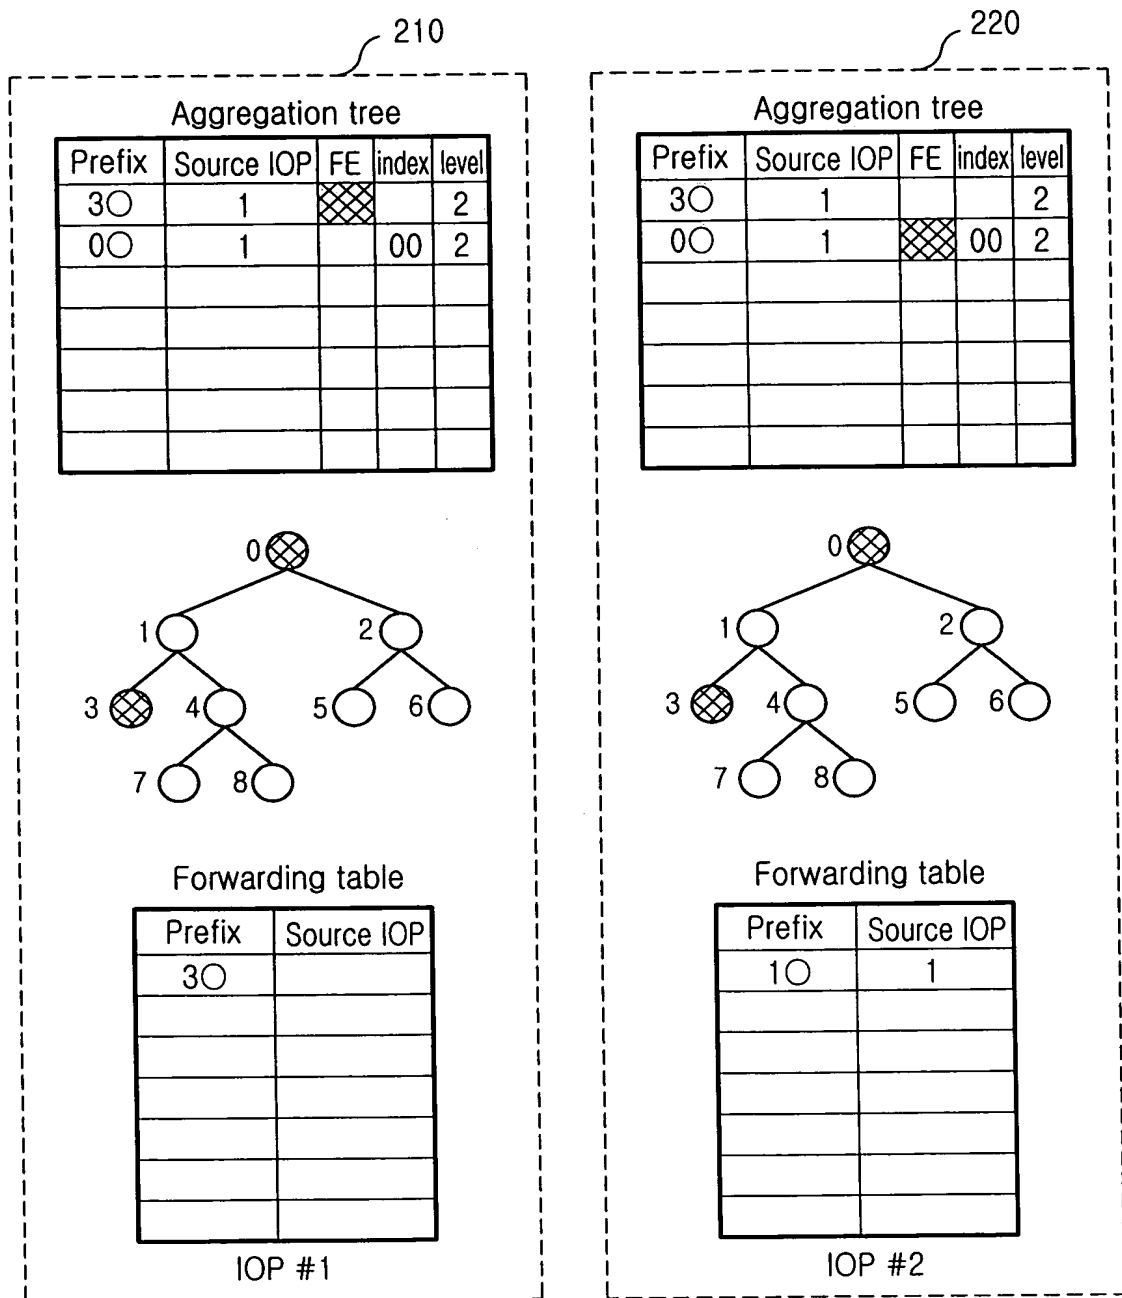 210
Aggregation tree
Prefix Source IOP FE index level
3○ 1 2
0○ 1 00 2
0
1 2
3 4 5 6
7 8
Forwarding table
Prefix Source IOP
3○
IOP #1
220
Aggregation tree
Prefix Source IOP FE index level
3○ 1 2
0○ 1 00 2
0
1 2
3 4 5 6
7 8
Forwarding table
Prefix Source IOP
1○ 1
IOP #2